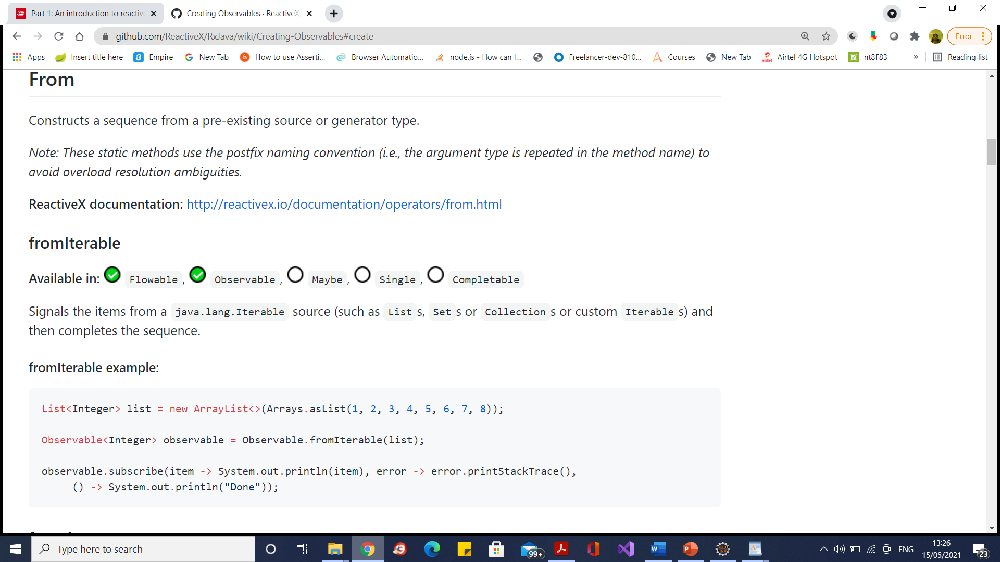 Part 1: An introduction to reactiv
Creating Observables · ReactiveX
github.com/ReactiveX/RxJava/wiki/Creating-Observables#create
Error
Apps
Insert title here
Empire
New Tab
How to use Asserti...
Browser Automatio...
node.js - How can I...
Freelancer-dev-810...
Courses
New Tab
Airtel 4G Hotspot
nt8F83
»
Reading list
From
Constructs a sequence from a pre-existing source or generator type.
Note: These static methods use the postfix naming convention (i.e., the argument type is repeated in the method name) to
avoid overload resolution ambiguities.
ReactiveX documentation: http://reactivex.io/documentation/operators/from.html
fromIterable
Available in: Flowable, Observable, Maybe, Single, Completable
Signals the items from a java.lang.Iterable source (such as Lists, Sets or Collections or custom Iterables) and
then completes the sequence.
fromIterable example:
List<Integer> list = new ArrayList<>(Arrays.asList(1, 2, 3, 4, 5, 6, 7, 8));
Observable<Integer> observable = Observable.fromIterable(list);
observable.subscribe(item -> System.out.println(item), error -> error.printStackTrace(),
() -> System.out.println("Done"));
Type here to search
99+
ENG
13:26
15/05/2021
23